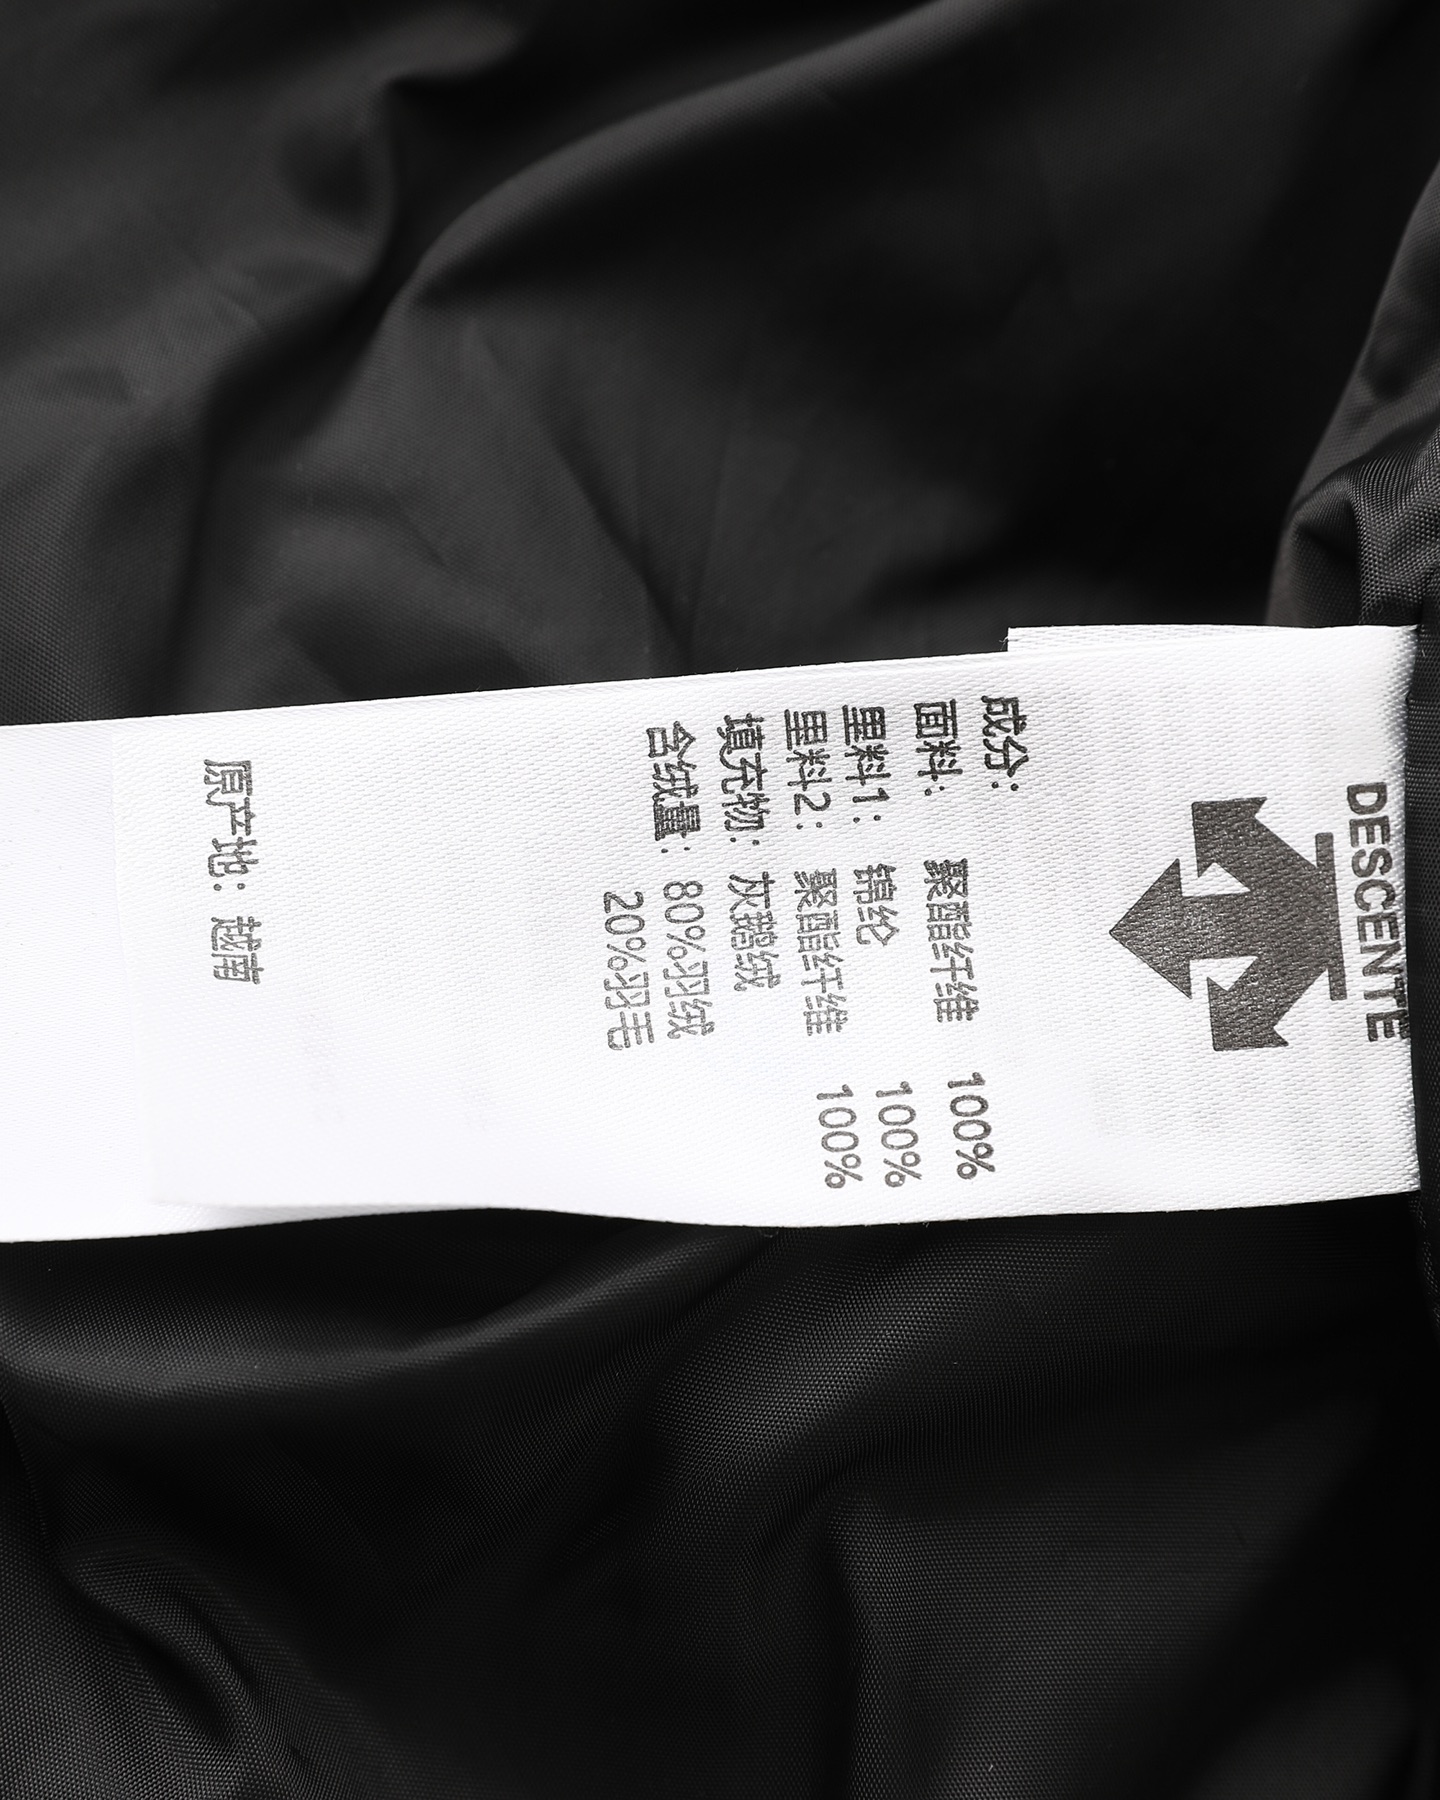 DESCENTE
成分:
面料: 聚酯纤维 100%
里料1: 锦纶 100%
里料2: 聚酯纤维 100%
填充物: 灰鹅绒
含绒量: 80%羽绒
20%羽毛
原产地: 越南